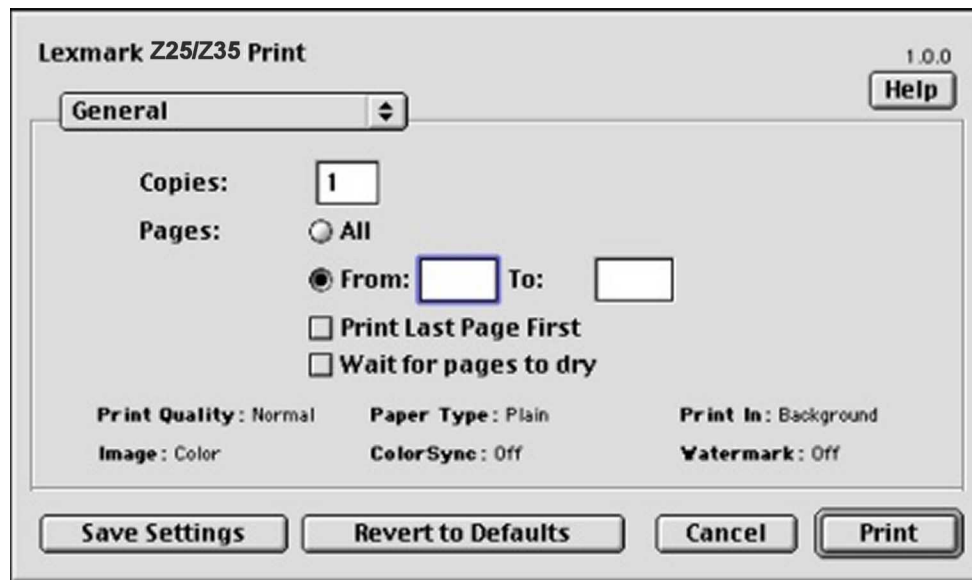 Lexmark Z25/Z35 Print
1.0.0
Help
General
Copies: 1
Pages: All
From: To:
Print Last Page First
Wait for pages to dry
Print Quality: Normal Paper Type: Plain Print In: Background
Image: Color ColorSync: Off Watermark: Off
Save Settings Revert to Defaults Cancel Print